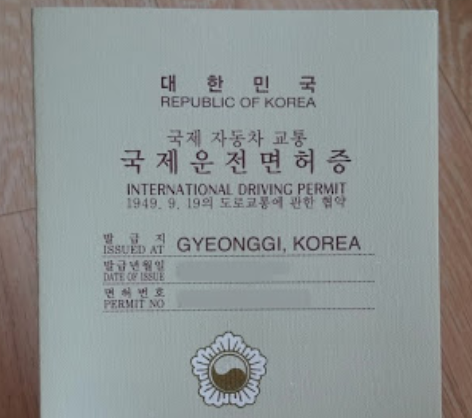 대한민국
REPUBLIC OF KOREA
국제 자동차 교통
국제운전면허증
INTERNATIONAL DRIVING PERMIT
1949. 9. 19의 도로교통에 관한 협약
발급지
ISSUED AT GYEONGGI, KOREA
발급년월일
DATE OF ISSUE
면허번호
PERMIT NO